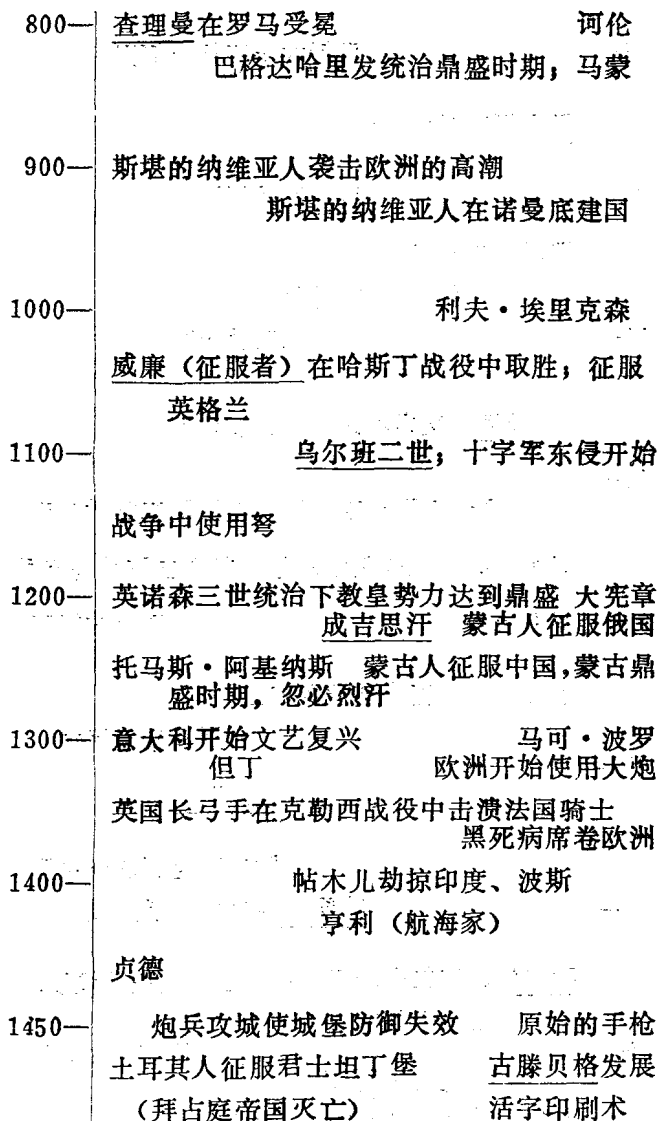 800— 查理曼在罗马受冕 诃伦
巴格达哈里发统治鼎盛时期；马蒙
900— 斯堪的纳维亚人袭击欧洲的高潮
斯堪的纳维亚人在诺曼底建国
1000— 利夫·埃里克森
威廉（征服者）在哈斯丁战役中取胜；征服
英格兰
1100— 乌尔班二世；十字军东侵开始
战争中使用弩
1200— 英诺森三世统治下教皇势力达到鼎盛 大宪章
成吉思汗 蒙古人征服俄国
托马斯·阿基纳斯 蒙古人征服中国，蒙古鼎
盛时期，忽必烈汗
1300— 意大利开始文艺复兴 马可·波罗
但丁 欧洲开始使用大炮
英国长弓手在克勒西战役中击溃法国骑士
黑死病席卷欧洲
1400— 帖木儿劫掠印度、波斯
亨利（航海家）
贞德
1450— 炮兵攻城使城堡防御失效 原始的手枪
土耳其人征服君士坦丁堡 古滕贝格发展
（拜占庭帝国灭亡） 活字印刷术